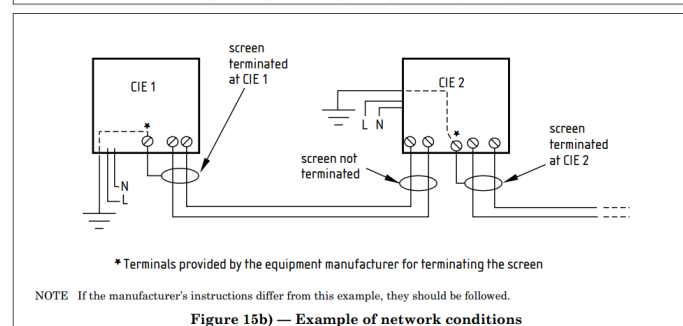 screen
terminated
at CIE 1
CIE 1
*
N
L
CIE 2
L N
*
screen not
terminated
screen
terminated
at CIE 2
* Terminals provided by the equipment manufacturer for terminating the screen
NOTE If the manufacturer's instructions differ from this example, they should be followed.
Figure 15b) — Example of network conditions